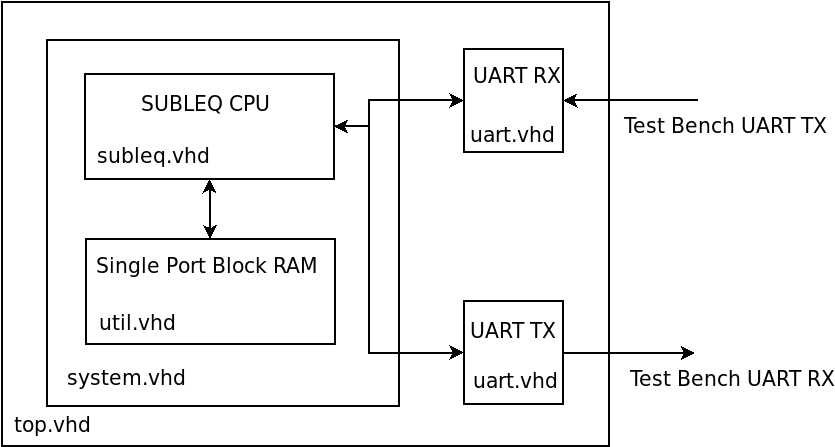 SUBLEQ CPU
subleq.vhd
Single Port Block RAM
util.vhd
system.vhd
top.vhd
UART RX
uart.vhd
Test Bench UART TX
UART TX
uart.vhd
Test Bench UART RX